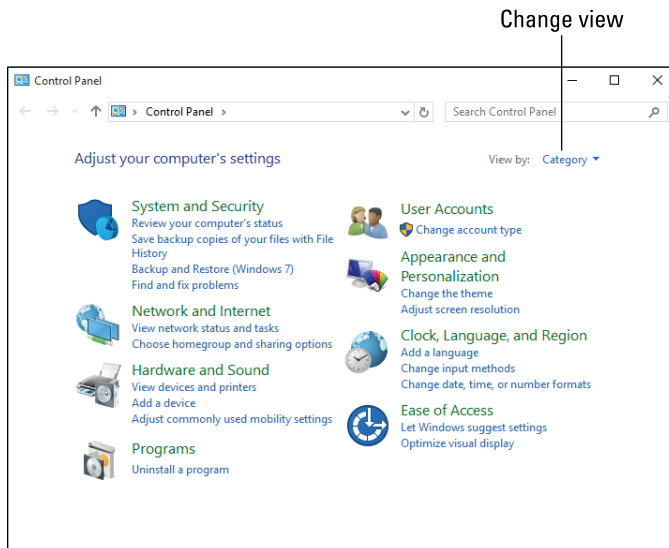 Change view
Control Panel
Control Panel
Search Control Panel
Adjust your computer's settings
View by: Category
System and Security
Review your computer's status
Save backup copies of your files with File
History
Backup and Restore (Windows 7)
Find and fix problems
Network and Internet
View network status and tasks
Choose homegroup and sharing options
Hardware and Sound
View devices and printers
Add a device
Adjust commonly used mobility settings
Programs
Uninstall a program
User Accounts
Change account type
Appearance and
Personalization
Change the theme
Adjust screen resolution
Clock, Language, and Region
Add a language
Change input methods
Change date, time, or number formats
Ease of Access
Let Windows suggest settings
Optimize visual display